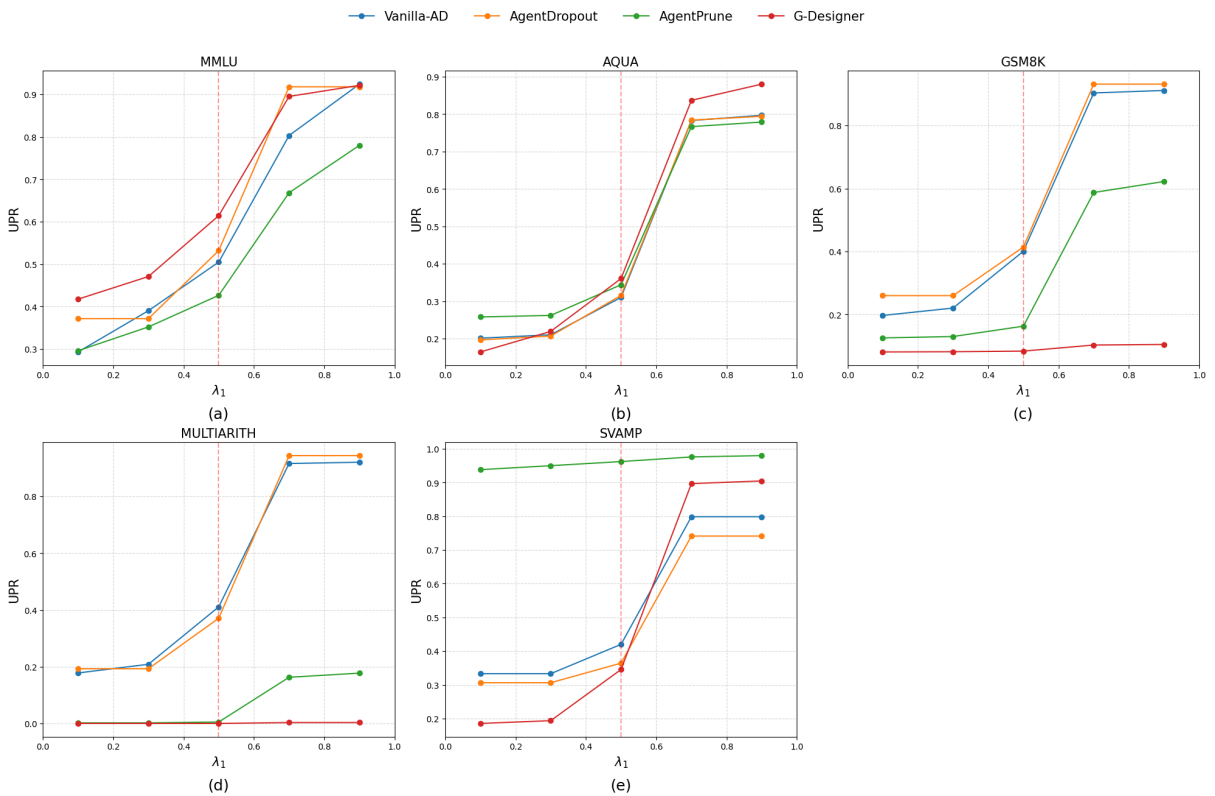 Vanilla-AD AgentDropout AgentPrune G-Designer
MMLU
UPR
0.9
0.8
0.7
0.6
0.5
0.4
0.3
0.0 0.2 0.4 0.6 0.8 1.0
λ₁
(a)
AQUA
UPR
0.9
0.8
0.7
0.6
0.5
0.4
0.3
0.2
0.0 0.2 0.4 0.6 0.8 1.0
λ₁
(b)
GSM8K
UPR
0.8
0.6
0.4
0.2
0.0 0.2 0.4 0.6 0.8 1.0
λ₁
(c)
MULTIARITH
UPR
0.8
0.6
0.4
0.2
0.0
0.0 0.2 0.4 0.6 0.8 1.0
λ₁
(d)
SVAMP
UPR
1.0
0.9
0.8
0.7
0.6
0.5
0.4
0.3
0.2
0.0 0.2 0.4 0.6 0.8 1.0
λ₁
(e)